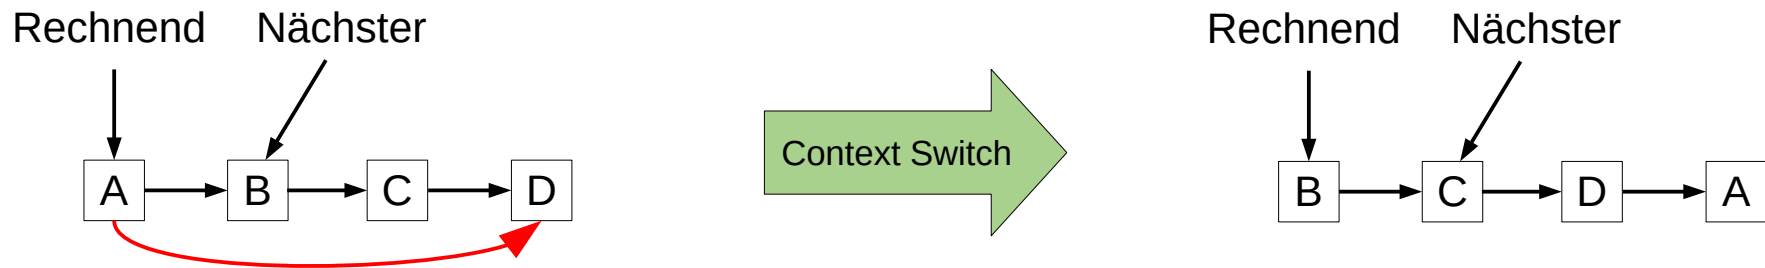 Rechnend Nächster
A B C D
Context Switch
Rechnend Nächster
B C D A